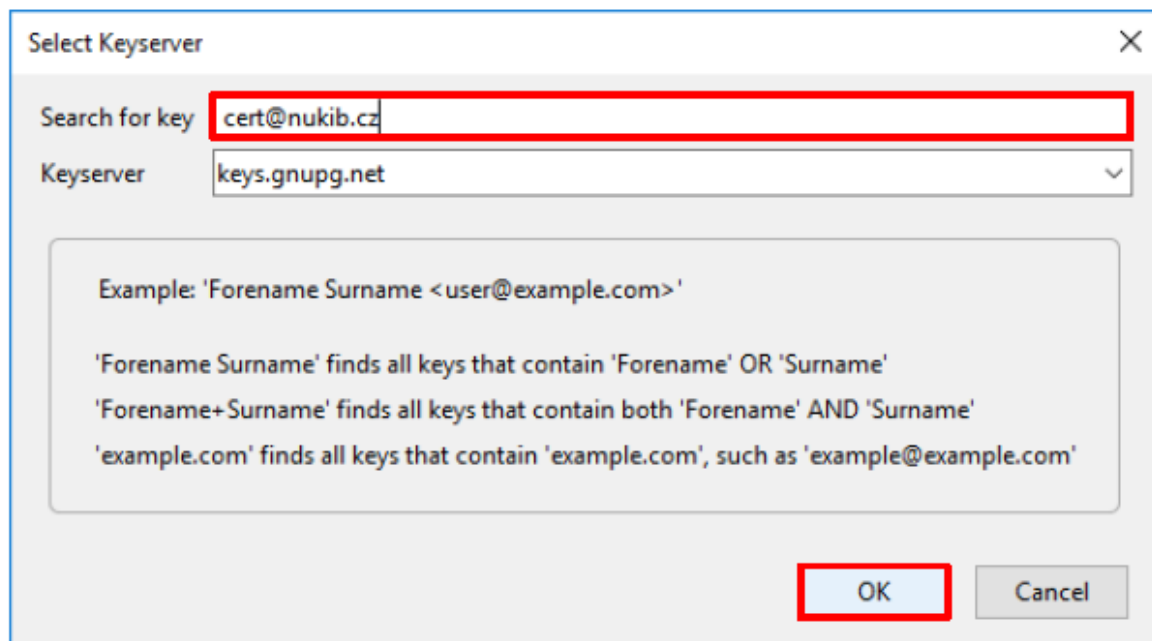 Select Keyserver
Search for key cert@nukib.cz
Keyserver keys.gnupg.net
Example: 'Forename Surname <user@example.com>'
'Forename Surname' finds all keys that contain 'Forename' OR 'Surname'
'Forename+Surname' finds all keys that contain both 'Forename' AND 'Surname'
'example.com' finds all keys that contain 'example.com', such as 'example@example.com'
OK Cancel